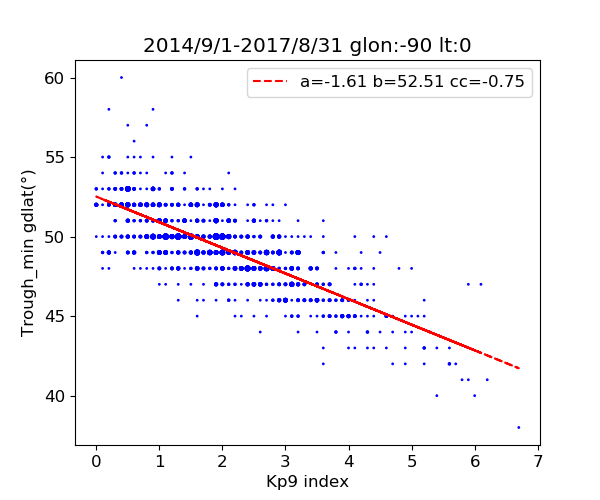 2014/9/1-2017/8/31 glon:-90 lt:0
a=-1.61 b=52.51 cc=-0.75
Trough_min gdlat(°)
60
55
50
45
40
0 1 2 3 4 5 6 7
Kp9 index